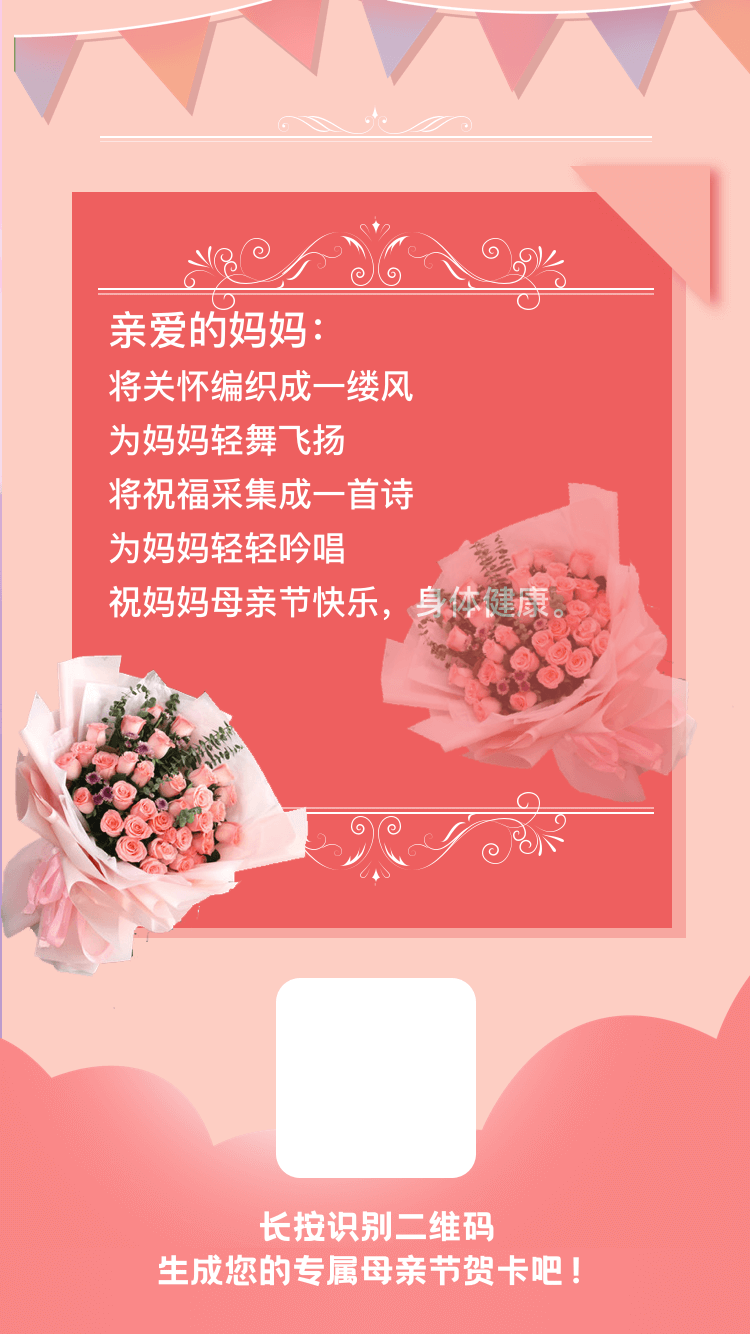 亲爱的妈妈：
将关怀编织成一缕风
为妈妈轻舞飞扬
将祝福采集成一首诗
为妈妈轻轻吟唱
祝妈妈母亲节快乐，身体健康。
长按识别二维码
生成您的专属母亲节贺卡吧！